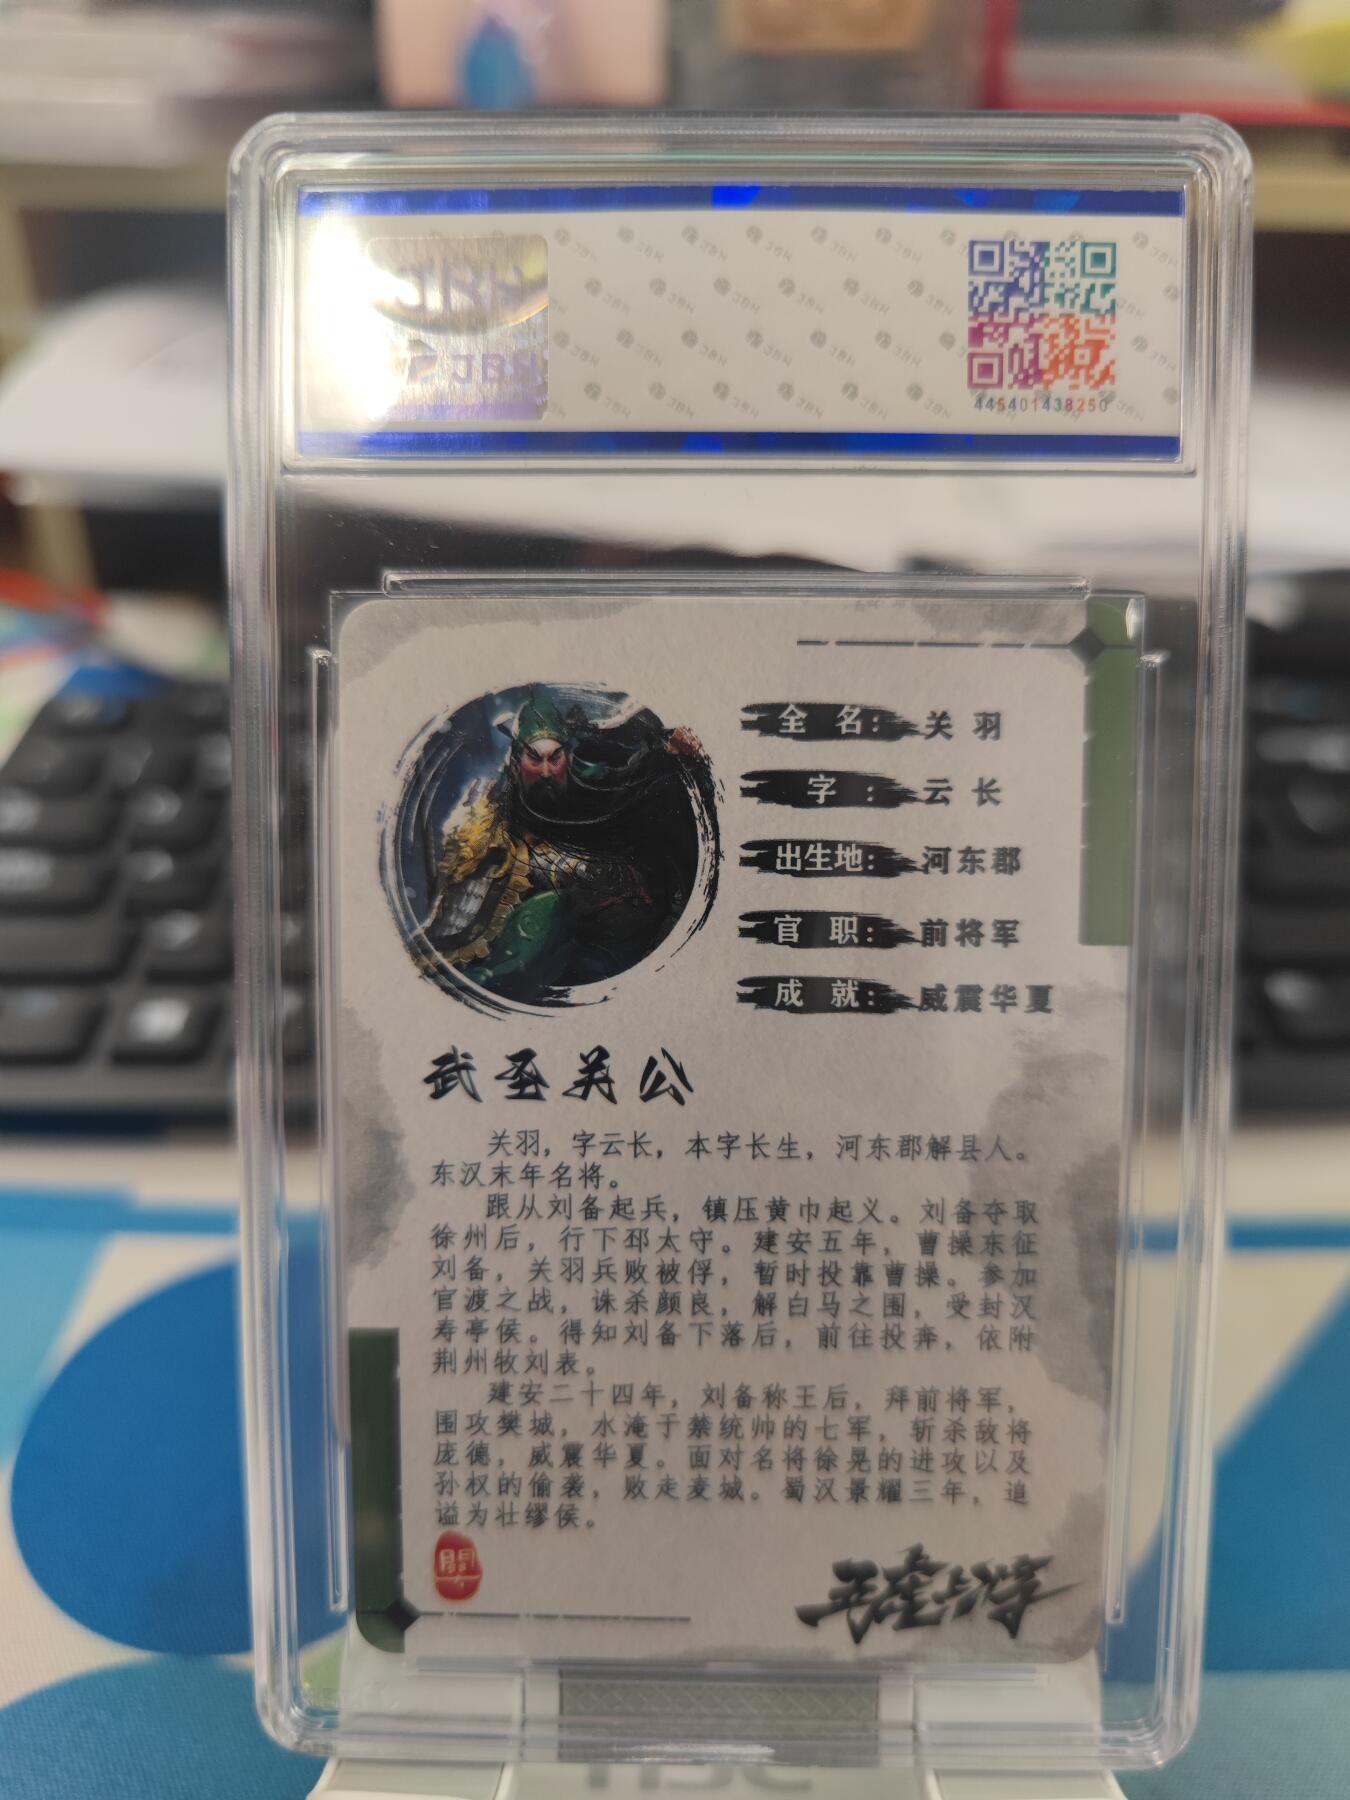 JBH
JBH
445401438250
全名： 关羽
字： 云长
出生地： 河东郡
官职： 前将军
成就： 威震华夏
武圣关公
关羽，字云长，本字长生，河东郡解县人。
东汉末年名将。
跟从刘备起兵，镇压黄巾起义。刘备夺取
徐州后，行下邳太守。建安五年，曹操东征
刘备，关羽兵败被俘，暂时投靠曹操。参加
官渡之战，诛杀颜良，解白马之围，受封汉
寿亭侯。得知刘备下落后，前往投奔，依附
荆州牧刘表。
建安二十四年，刘备称王后，拜前将军，
围攻樊城，水淹于禁统帅的七军，斩杀敌将
庞德，威震华夏。面对名将徐晃的进攻以及
孙权的偷袭，败走麦城。蜀汉景耀三年，追
谥为壮缪侯。